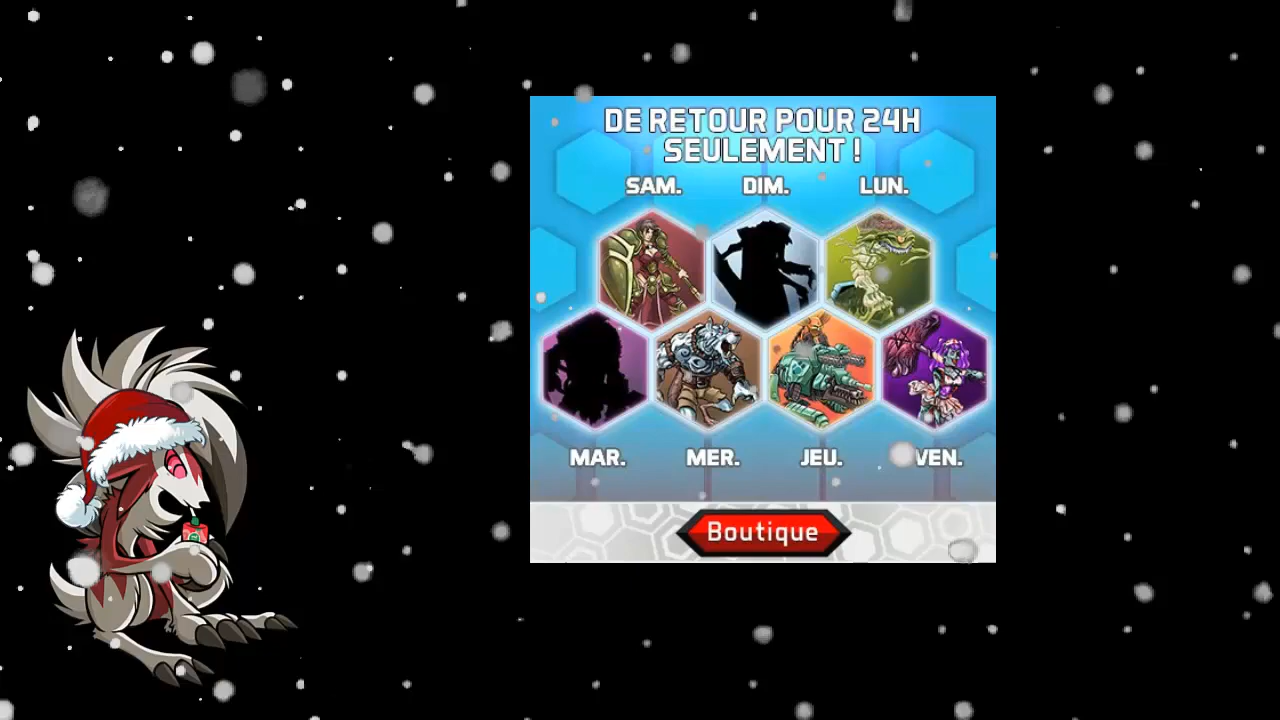 DE RETOUR POUR 24H
SEULEMENT !
SAM. DIM. LUN.
MAR. MER. JEU. VEN.
Boutique